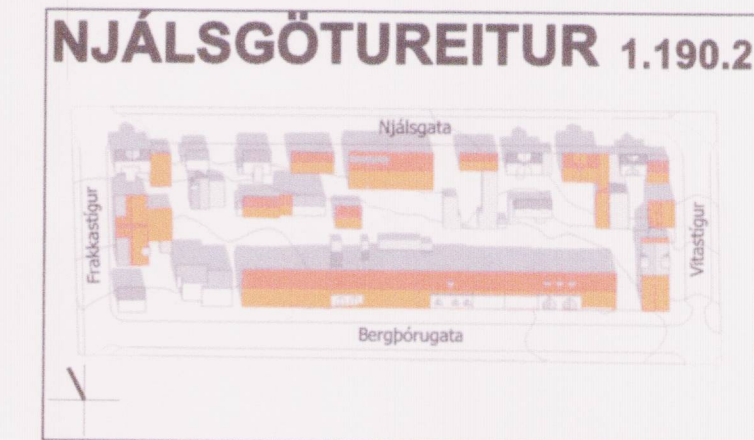 NJÁLSGÖTUREITUR 1.190.2
Njálsgata
Frakkastígur
Vitastígur
Bergþórugata